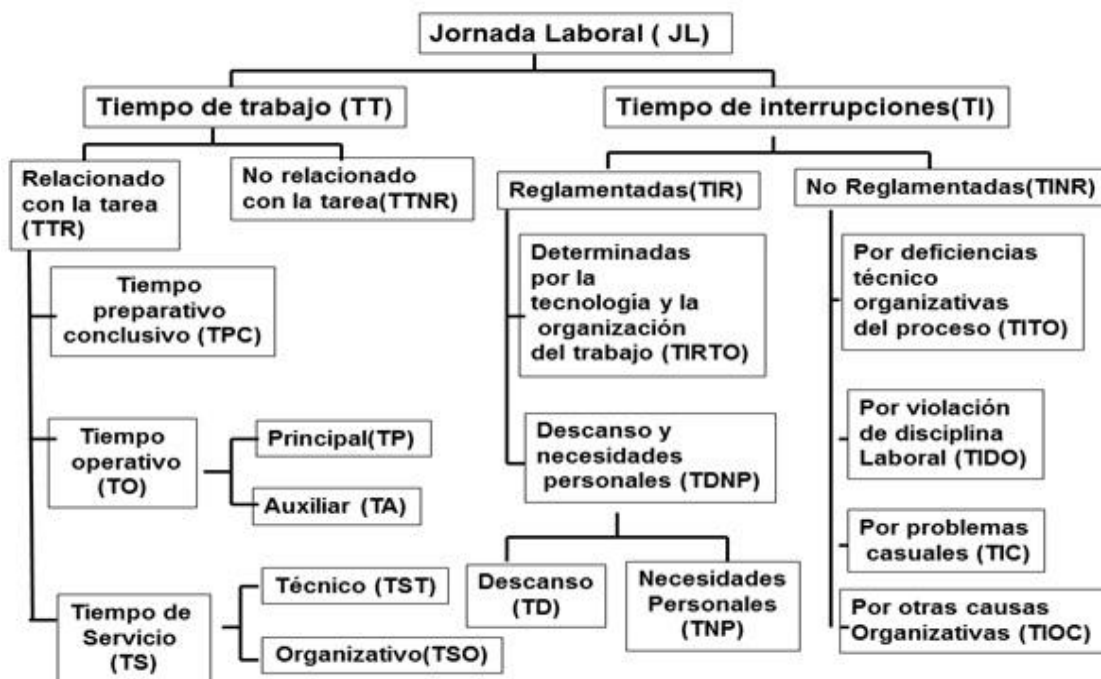 Jornada Laboral ( JL)
Tiempo de trabajo (TT)
Tiempo de interrupciones(TI)
Relacionado
con la tarea
(TTR)
No relacionado
con la tarea(TTNR)
Reglamentadas(TIR)
No Reglamentadas(TINR)
Tiempo
preparativo
conclusivo (TPC)
Determinadas
por la
tecnología y la
organización
del trabajo (TIRTO)
Por deficiencias
técnico
organizativas
del proceso (TITO)
Tiempo
operativo
(TO)
Principal(TP)
Auxiliar (TA)
Descanso y
necesidades
personales (TDNP)
Por violación
de disciplina
Laboral (TIDO)
Por problemas
casuales (TIC)
Tiempo de
Servicio
(TS)
Técnico (TST)
Organizativo(TSO)
Descanso
(TD)
Necesidades
Personales
(TNP)
Por otras causas
Organizativas (TIOC)